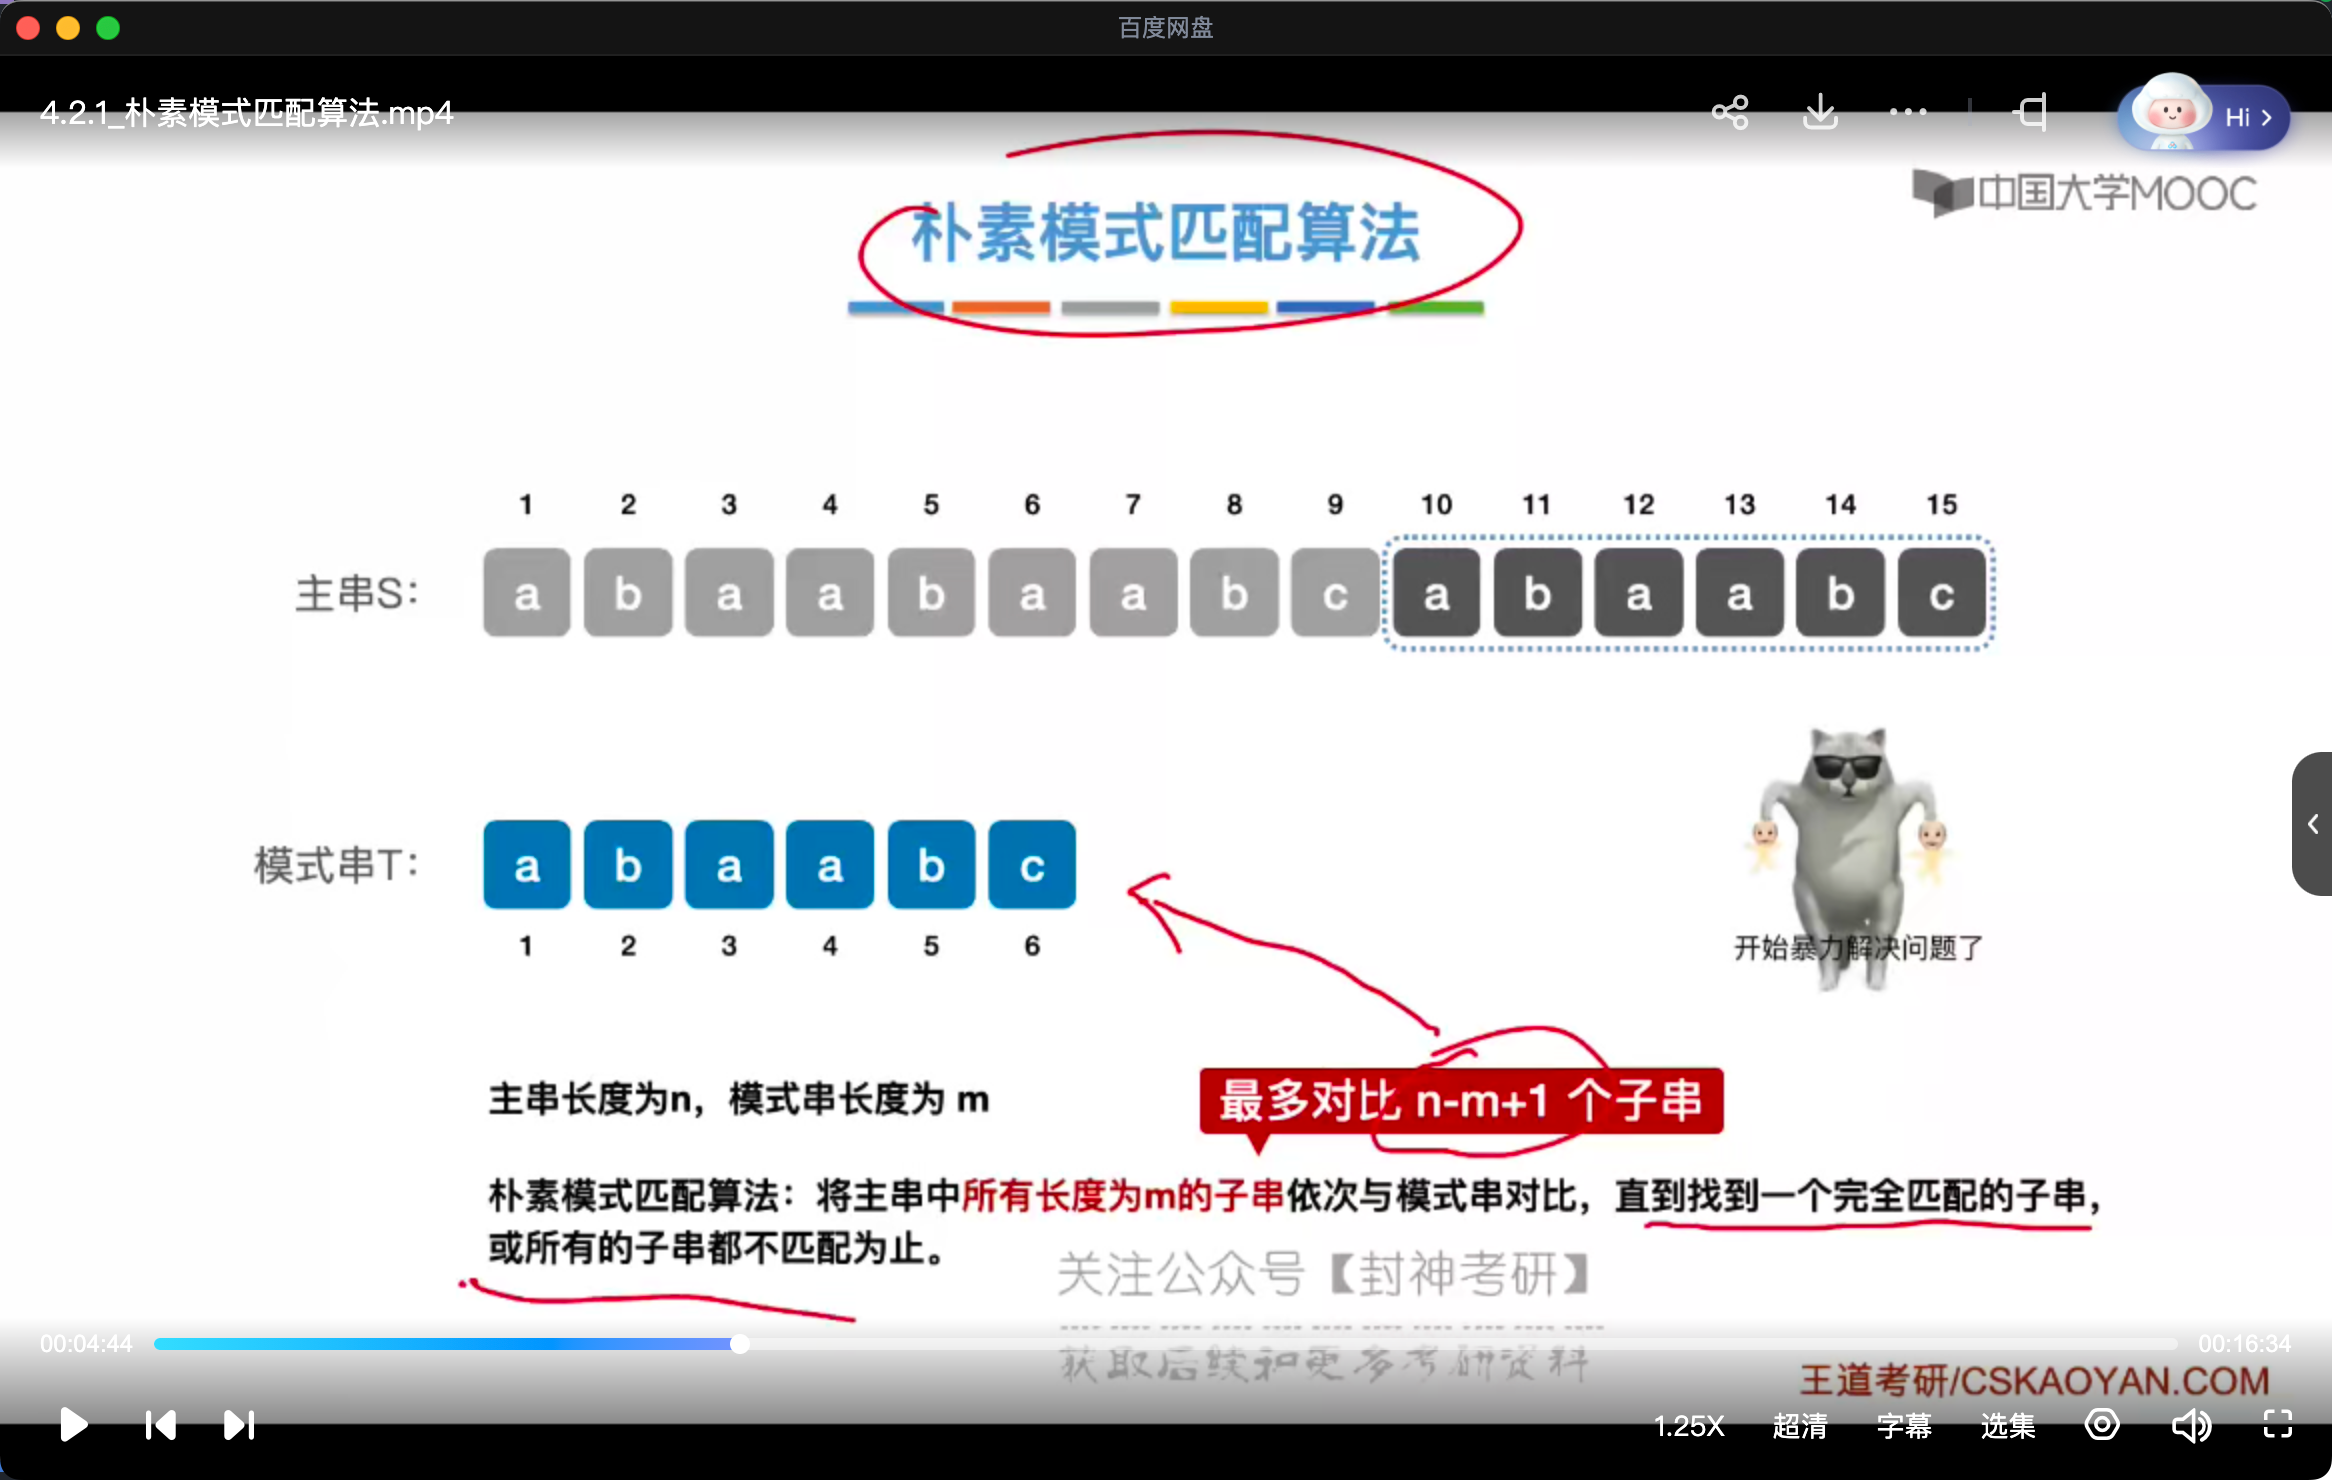 百度网盘
4.2.1_朴素模式匹配算法.mp4
Hi
中国大学MOOC
朴素模式匹配算法
1 2 3 4 5 6 7 8 9 10 11 12 13 14 15
主串S: a b a a b a a b c a b a a b c
模式串T: a b a a b c
1 2 3 4 5 6
开始暴力解决问题了
主串长度为n，模式串长度为 m
最多对比 n-m+1 个子串
朴素模式匹配算法：将主串中所有长度为m的子串依次与模式串对比，直到找到一个完全匹配的子串，
或所有的子串都不匹配为止。
关注公众号【封神考研】
获取后续和更多考研资料
00:04:44
00:16:34
王道考研/CSKAOYAN.COM
1.25X 超清 字幕 选集